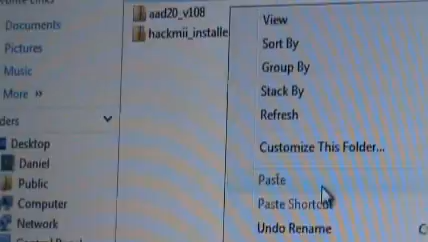 Documents
Pictures
Music
More »
ders
Desktop
Daniel
Public
Computer
Network
aad20_v108
hackmii_installe
View
Sort By
Group By
Stack By
Refresh
Customize This Folder...
Paste
Paste Shortcut
Undo Rename